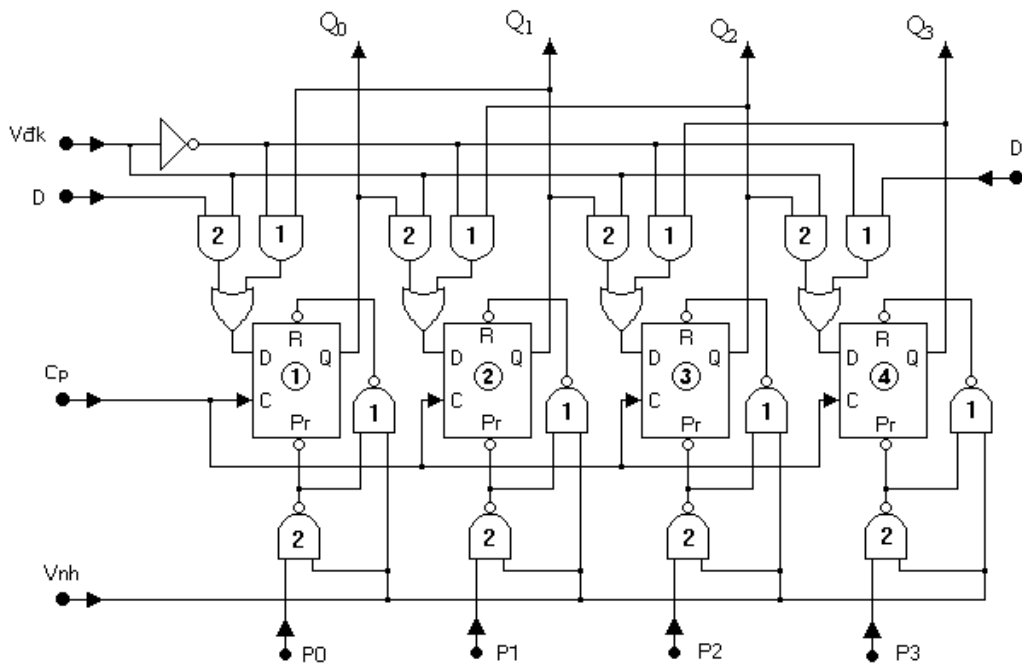 Q0 Q1 Q2 Q3
Vđk
D D
2 1 2 1 2 1 2 1
R R R R
D Q D Q D Q D Q
1 2 3 4
Cp
C 1 C 1 C 1 C 1
Pr Pr Pr Pr
2 2 2 2
Vnh
P0 P1 P2 P3